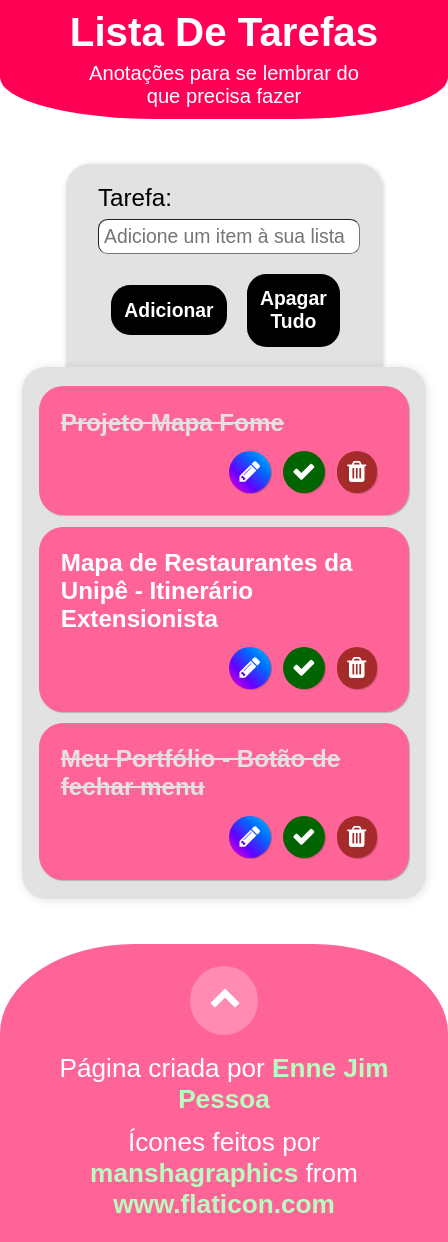 Lista De Tarefas
Anotações para se lembrar do
que precisa fazer
Tarefa:
Adicione um item à sua lista
Adicionar
Apagar
Tudo
Projeto Mapa Fome
Mapa de Restaurantes da
Unipê - Itinerário
Extensionista
Meu Portfólio - Botão de
fechar menu
Página criada por Enne Jim
Pessoa
Ícones feitos por
manshagraphics from
www.flaticon.com